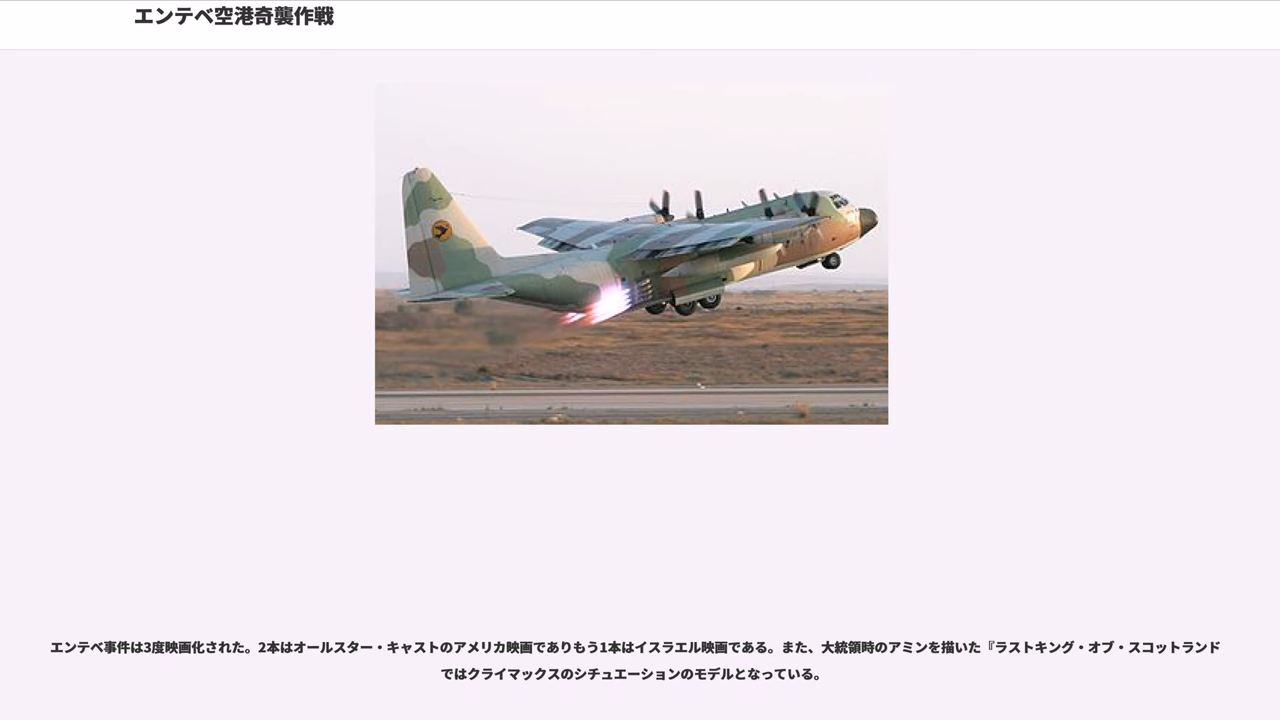 エンテベ空港奇襲作戦
エンテベ事件は3度映画化された。2本はオールスター・キャストのアメリカ映画でありもう1本はイスラエル映画である。また、大統領時のアミンを描いた『ラストキング・オブ・スコットランド
ではクライマックスのシチュエーションのモデルとなっている。